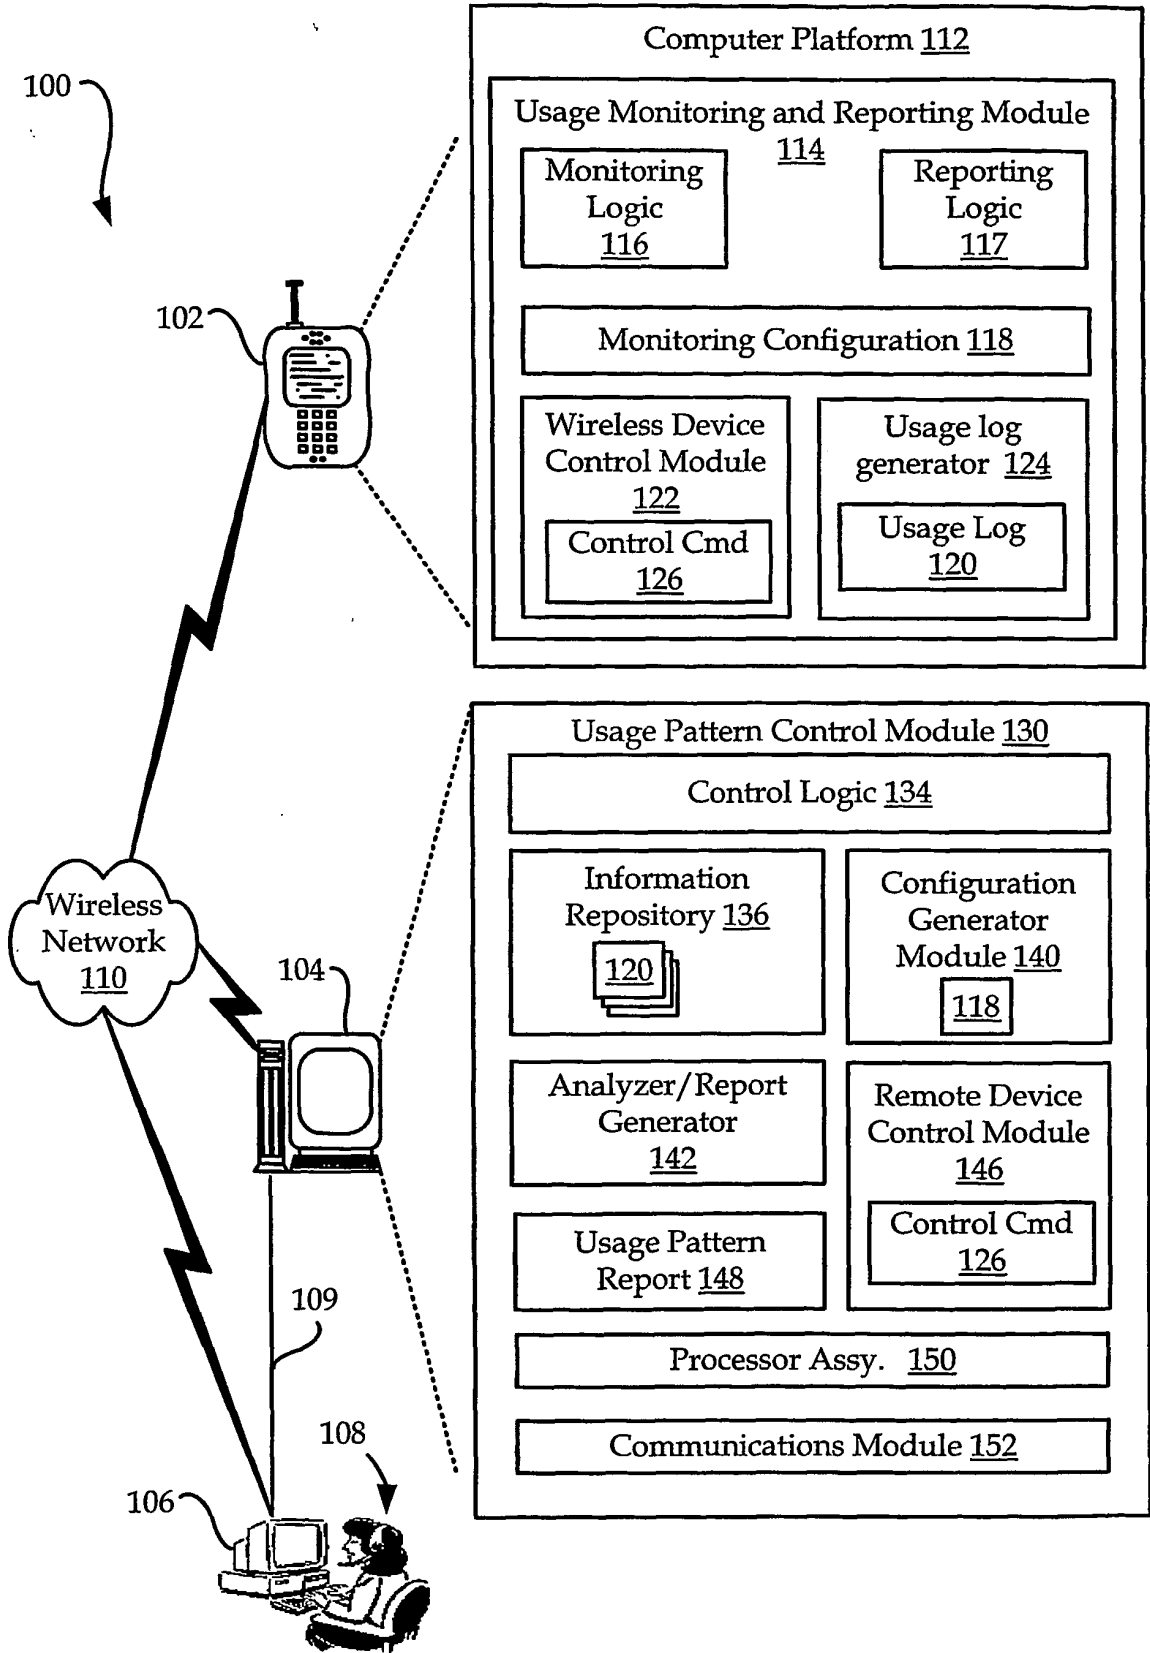 100
Computer Platform 112
Usage Monitoring and Reporting Module
114
Monitoring
Logic
116
Reporting
Logic
117
102
Monitoring Configuration 118
Wireless Device
Control Module
122
Control Cmd
126
Usage log
generator 124
Usage Log
120
Usage Pattern Control Module 130
Control Logic 134
Information
Repository 136
120
Configuration
Generator
Module 140
118
Wireless
Network
110
104
Analyzer/Report
Generator
142
Remote Device
Control Module
146
Control Cmd
126
Usage Pattern
Report 148
109
Processor Assy. 150
Communications Module 152
108
106